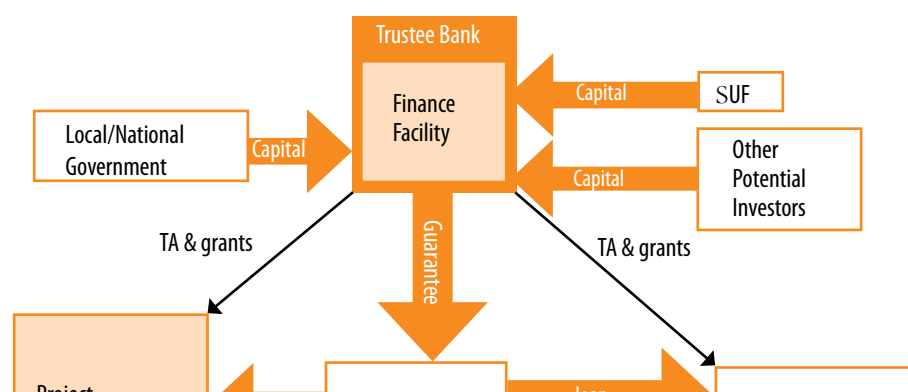 Trustee Bank
Finance
Facility
Capital
SUF
Local/National
Government
Capital
Other
Potential
Investors
Capital
TA & grants
Guarantee
TA & grants
Project